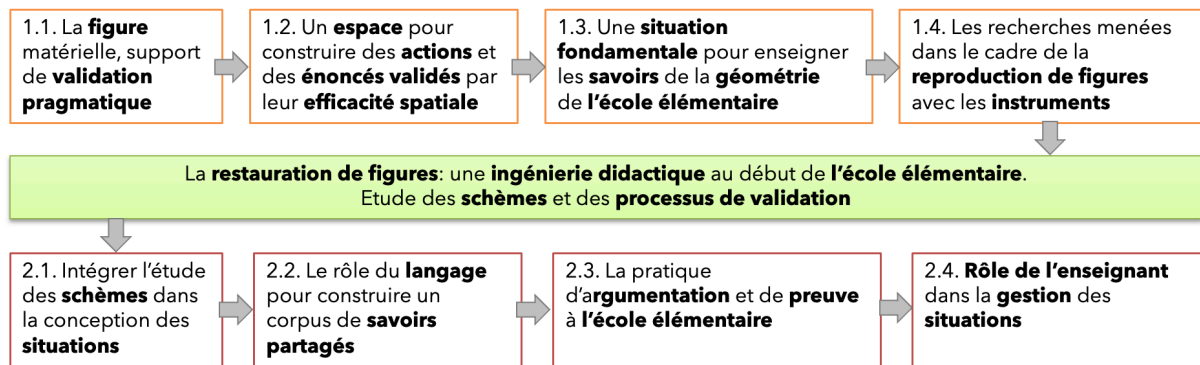 1.1. La figure
matérielle, support
de validation
pragmatique
1.2. Un espace pour
construire des actions et
des énoncés validés par
leur efficacité spatiale
1.3. Une situation
fondamentale pour enseigner
les savoirs de la géométrie
de l’école élémentaire
1.4. Les recherches menées
dans le cadre de la
reproduction de figures
avec les instruments
La restauration de figures: une ingénierie didactique au début de l’école élémentaire.
Etude des schèmes et des processus de validation
2.1. Intégrer l’étude
des schèmes dans
la conception des
situations
2.2. Le rôle du langage
pour construire un
corpus de savoirs
partagés
2.3. La pratique
d’argumentation et de preuve
à l’école élémentaire
2.4. Rôle de l’enseignant
dans la gestion des
situations